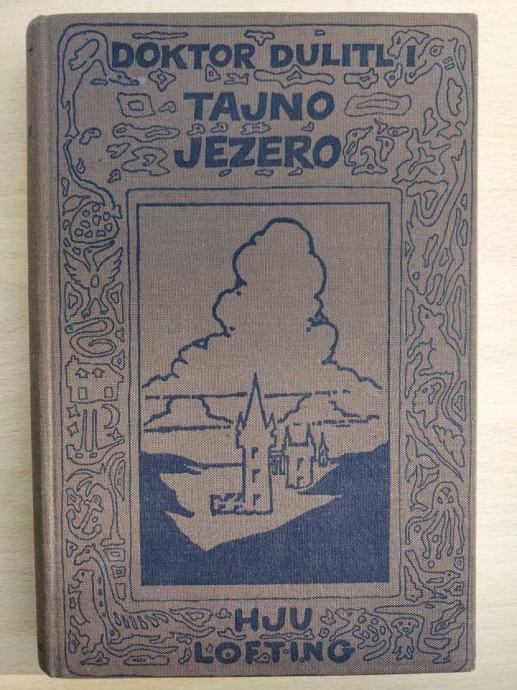 DOKTOR DULITL I
TAJNO
JEZERO
HJU
LOFTING